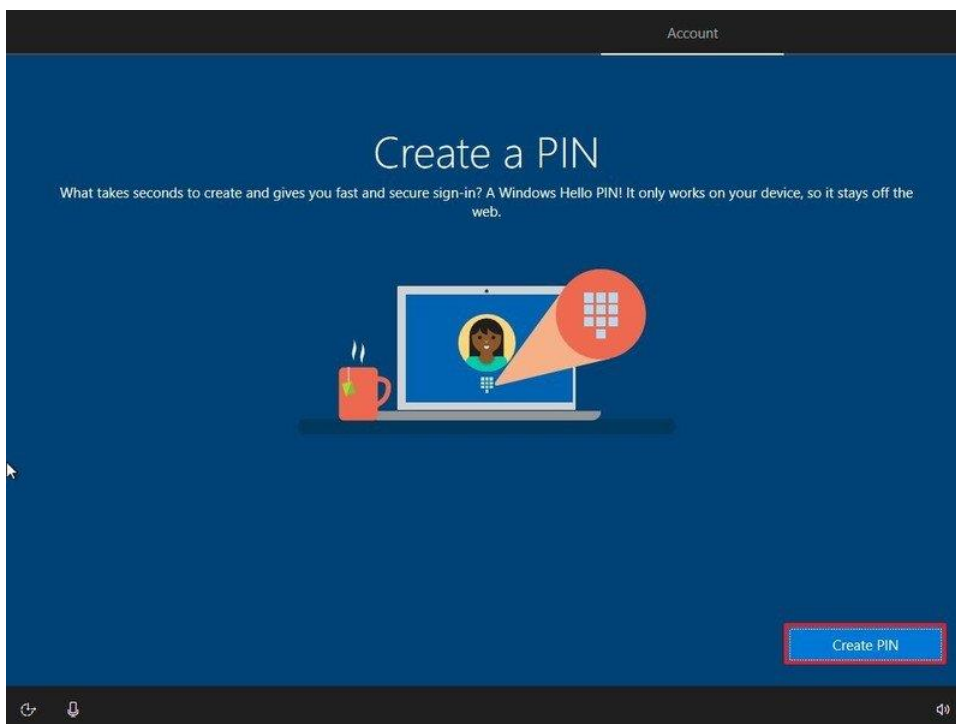 Account
Create a PIN
What takes seconds to create and gives you fast and secure sign-in? A Windows Hello PIN! It only works on your device, so it stays off the
web.
Create PIN